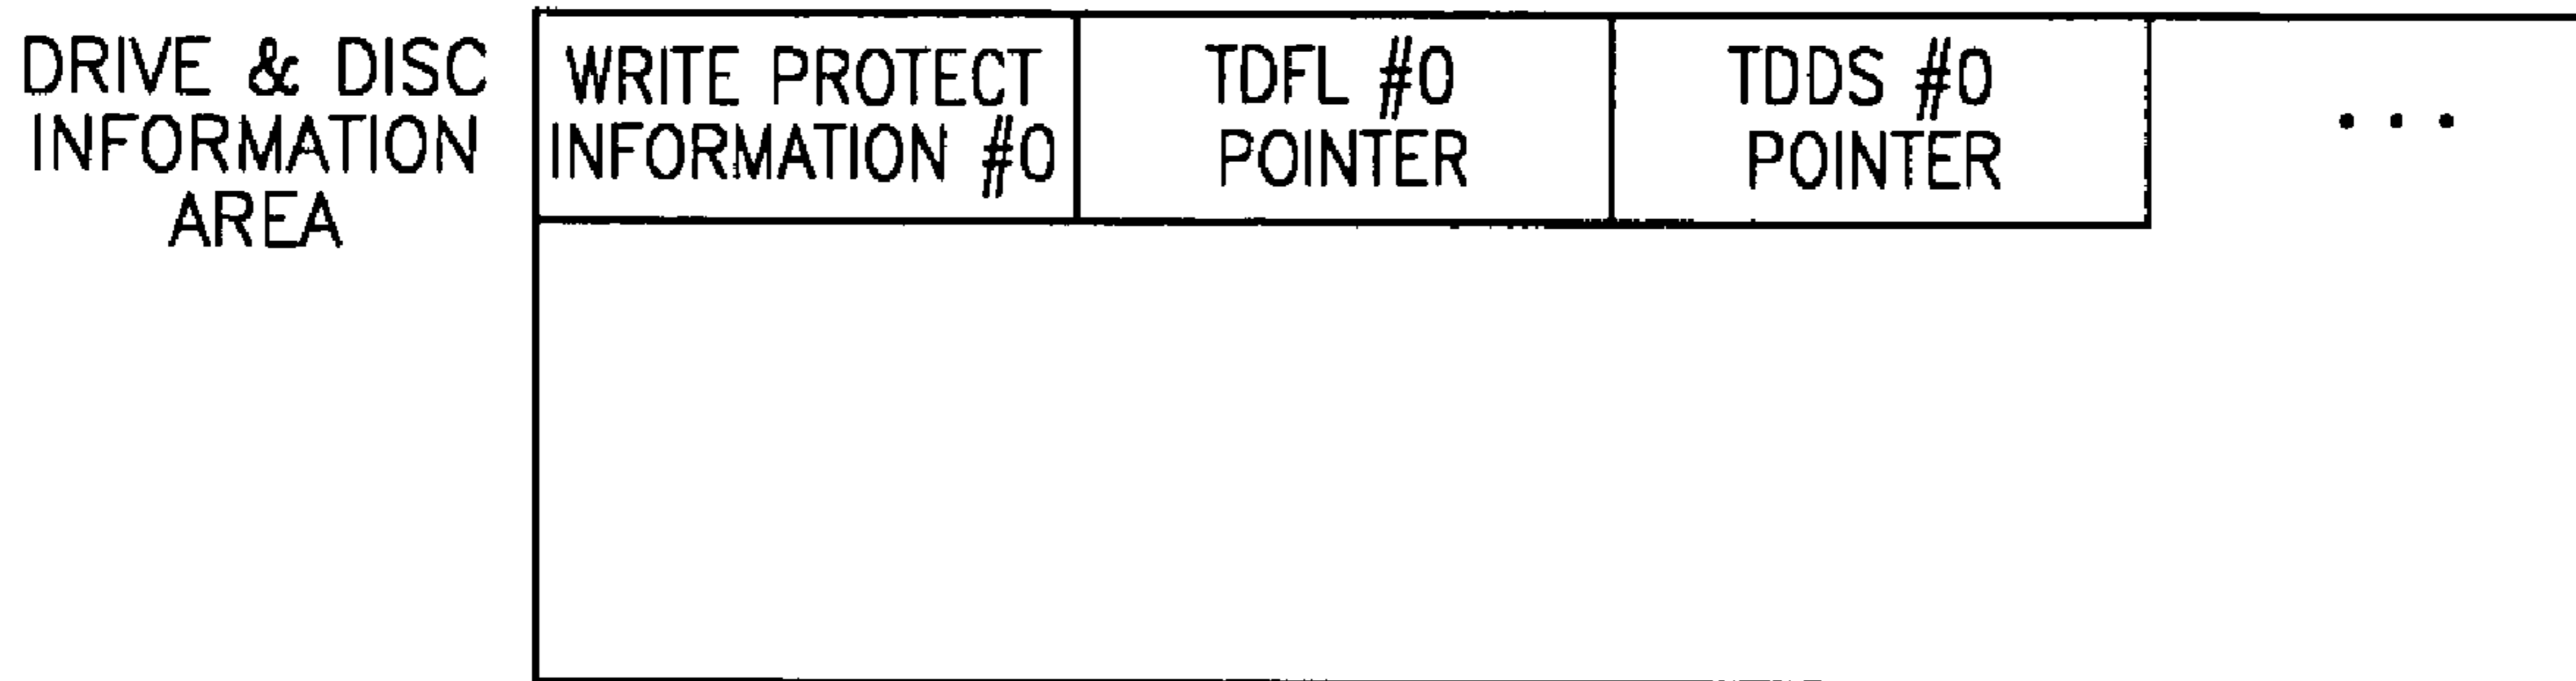 DRIVE & DISC
INFORMATION
AREA
WRITE PROTECT
INFORMATION #0
TDFL #0
POINTER
TDDS #0
POINTER
. . .